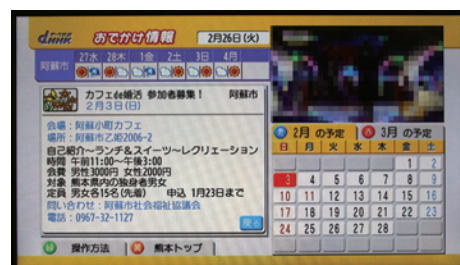 dNHK おでかけ情報 2月26日(火)
阿蘇市 27水 28木 1金 2土 3日 4月
カフェde婚活 参加者募集! 阿蘇市
2月3日(日)
会場:阿蘇小町カフェ
場所:阿蘇市乙姫2006-2
自己紹介~ランチ&スイーツ~レクリエーション
時間 午前11:00~午後3:00
会費 男性3000円 女性2000円
対象 熊本県内の独身者男女
定員 男女各15名(先着) 申込 1月23日まで
問い合わせ:阿蘇市社会福祉協議会
電話:0967-32-1127
戻る
2月の予定 3月の予定
日 月 火 水 木 金 土
1 2
3 4 5 6 7 8 9
10 11 12 13 14 15 16
17 18 19 20 21 22 23
24 25 26 27 28
緑 操作方法 黄 熊本トップ